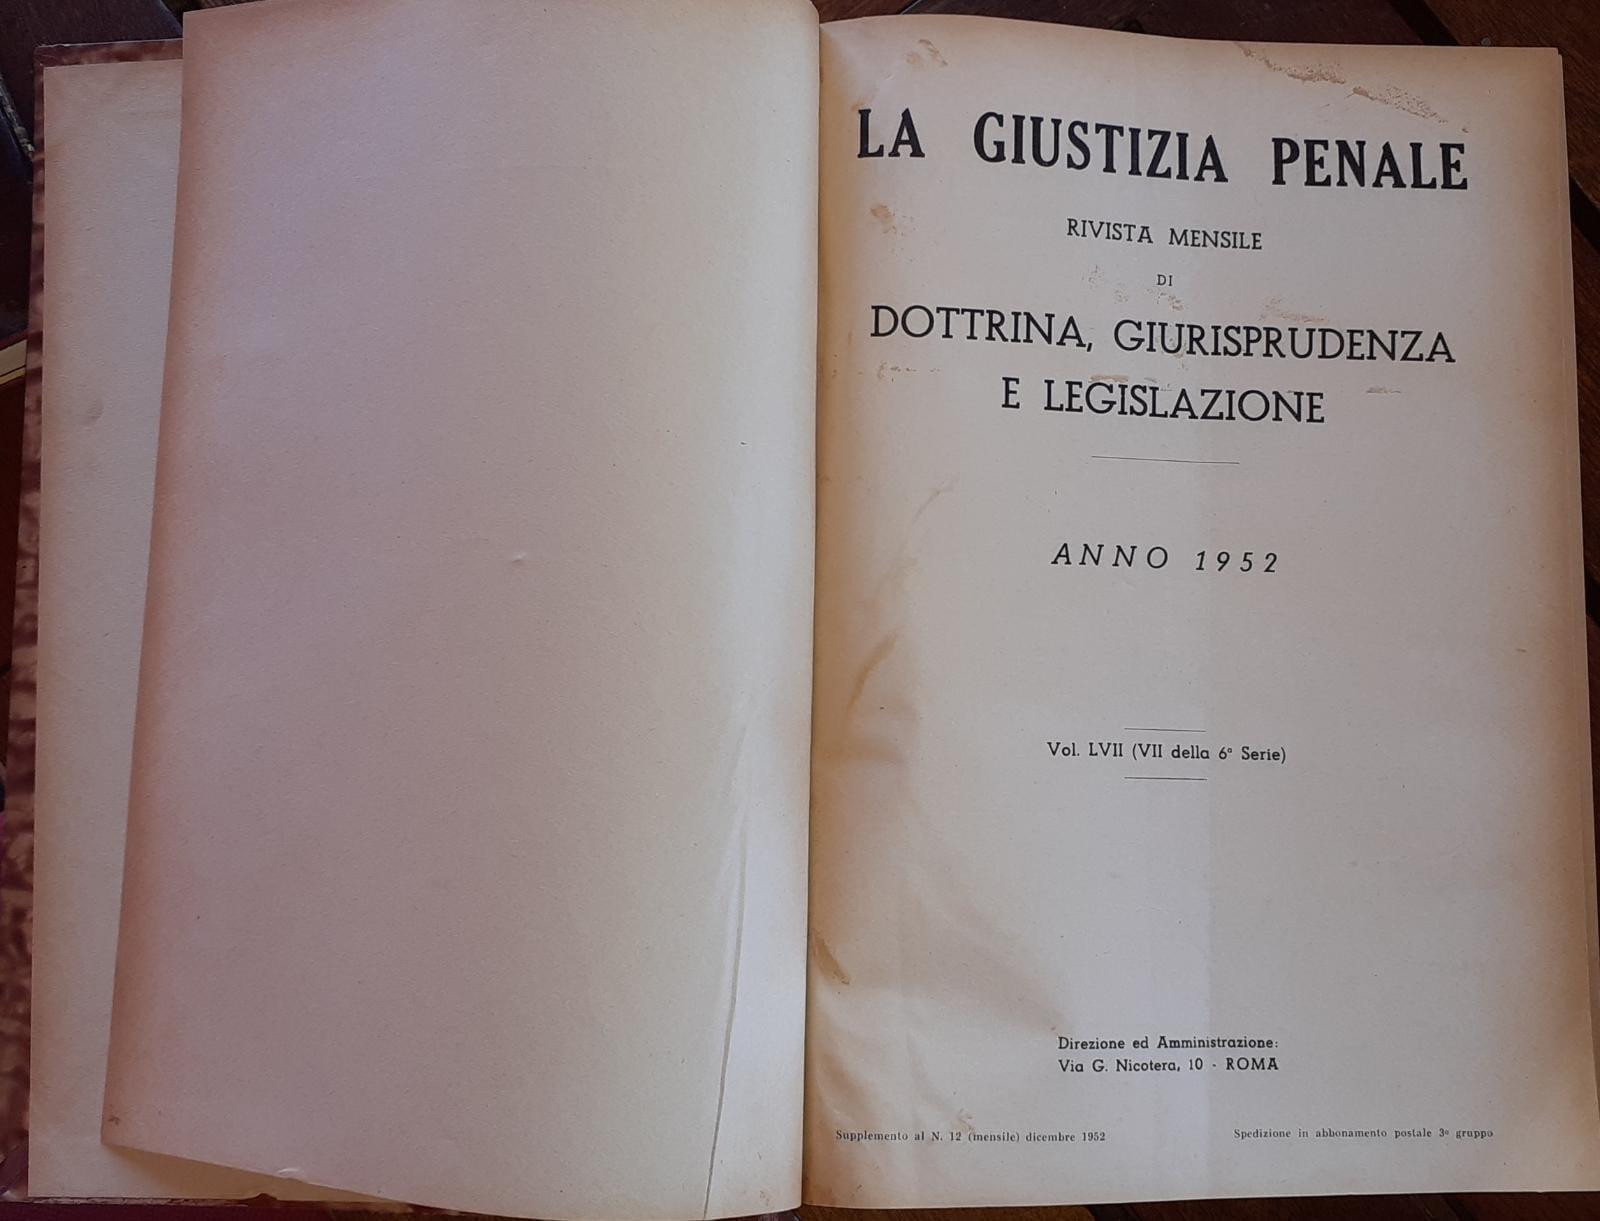 LA GIUSTIZIA PENALE
RIVISTA MENSILE
DI
DOTTRINA, GIURISPRUDENZA
E LEGISLAZIONE
ANNO 1952
Vol. LVII (VII della 6ª Serie)
Direzione ed Amministrazione:
Via G. Nicotera, 10 - ROMA
Supplemento al N. 12 (mensile) dicembre 1952
Spedizione in abbonamento postale 3º gruppo